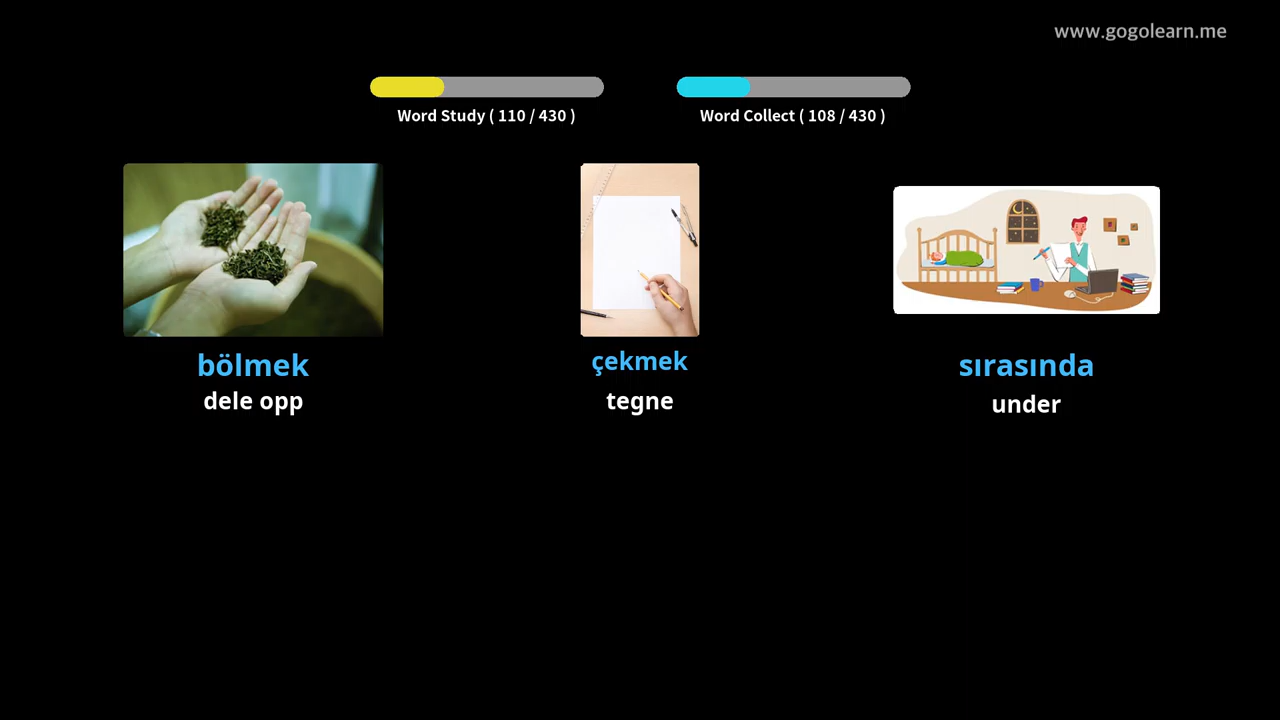 www.gogolearn.me
Word Study ( 110 / 430 )
Word Collect ( 108 / 430 )
bölmek
dele opp
çekmek
tegne
sırasında
under